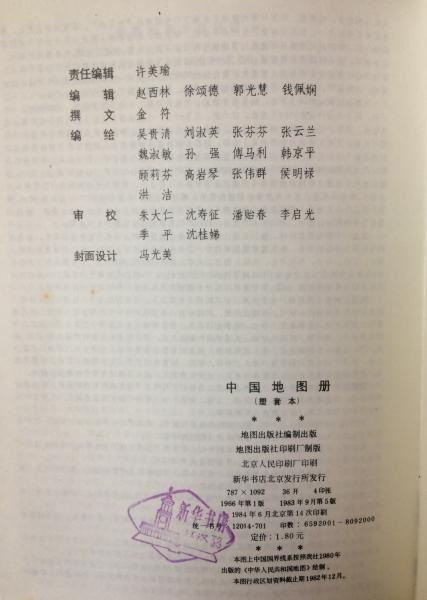 责任编辑 许美瑜
编 辑 赵西林 徐颂德 郭光慧 钱佩娴
撰 文 金 符
编 绘 吴贵清 刘淑英 张芬芬 张云兰
魏淑敏 孙 强 傅马利 韩京平
顾莉芬 高岩琴 张伟群 侯明禄
洪 洁
审 校 朱大仁 沈寿征 潘贻春 李启光
季 平 沈桂娣
封面设计 冯光美
中国地图册
(塑套本)
* * *
地图出版社编制出版
地图出版社印刷厂制版
北京人民印刷厂印刷
新华书店北京发行所发行
787 × 1092 36开 4印张
1966年第1版 1983年9月第5版
1984年6月北京第14次印刷
统一书号 12014·701 印数:6592001-8092000
定价:1.80元
* * *
本图上中国国界线系按照我社1980年
出版的《中华人民共和国地图》绘制。
本图行政区划资料截止期1982年12月。
新华书店